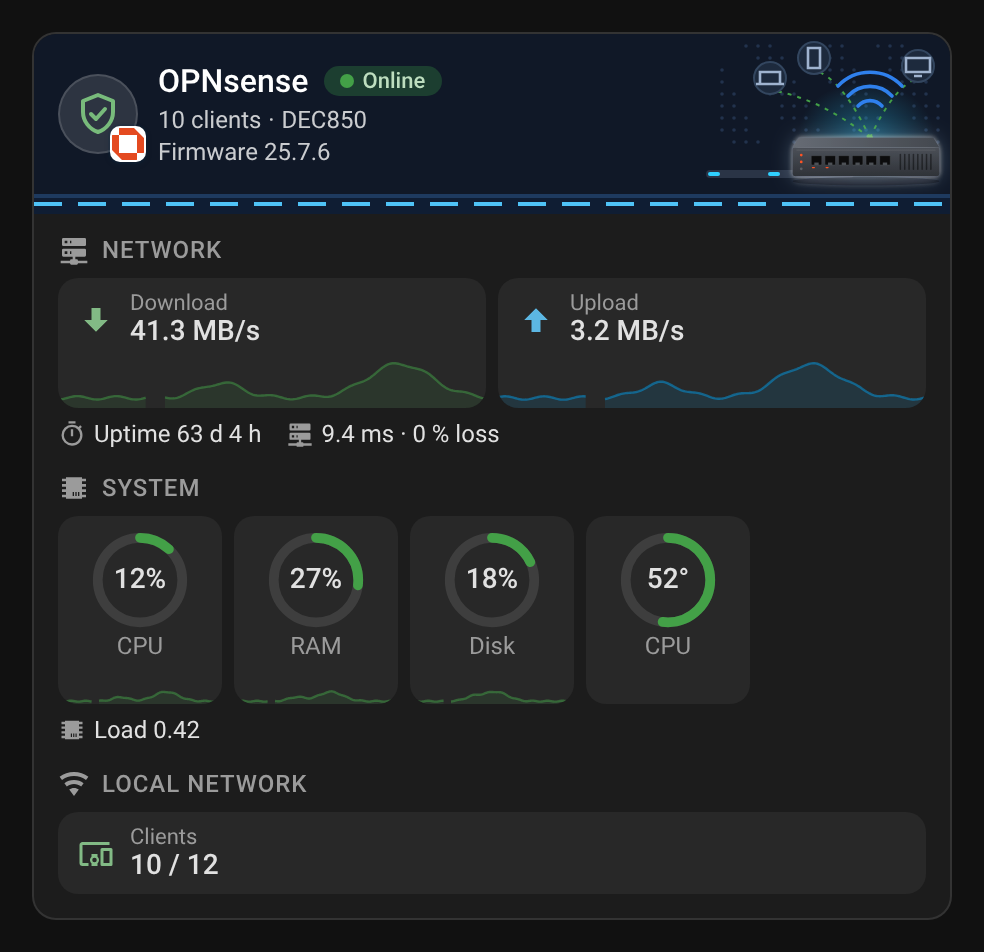 OPNsense
Online
10 clients · DEC850
Firmware 25.7.6
NETWORK
Download
41.3 MB/s
Upload
3.2 MB/s
Uptime 63 d 4 h
9.4 ms · 0 % loss
SYSTEM
12%
CPU
27%
RAM
18%
Disk
52°
CPU
Load 0.42
LOCAL NETWORK
Clients
10 / 12